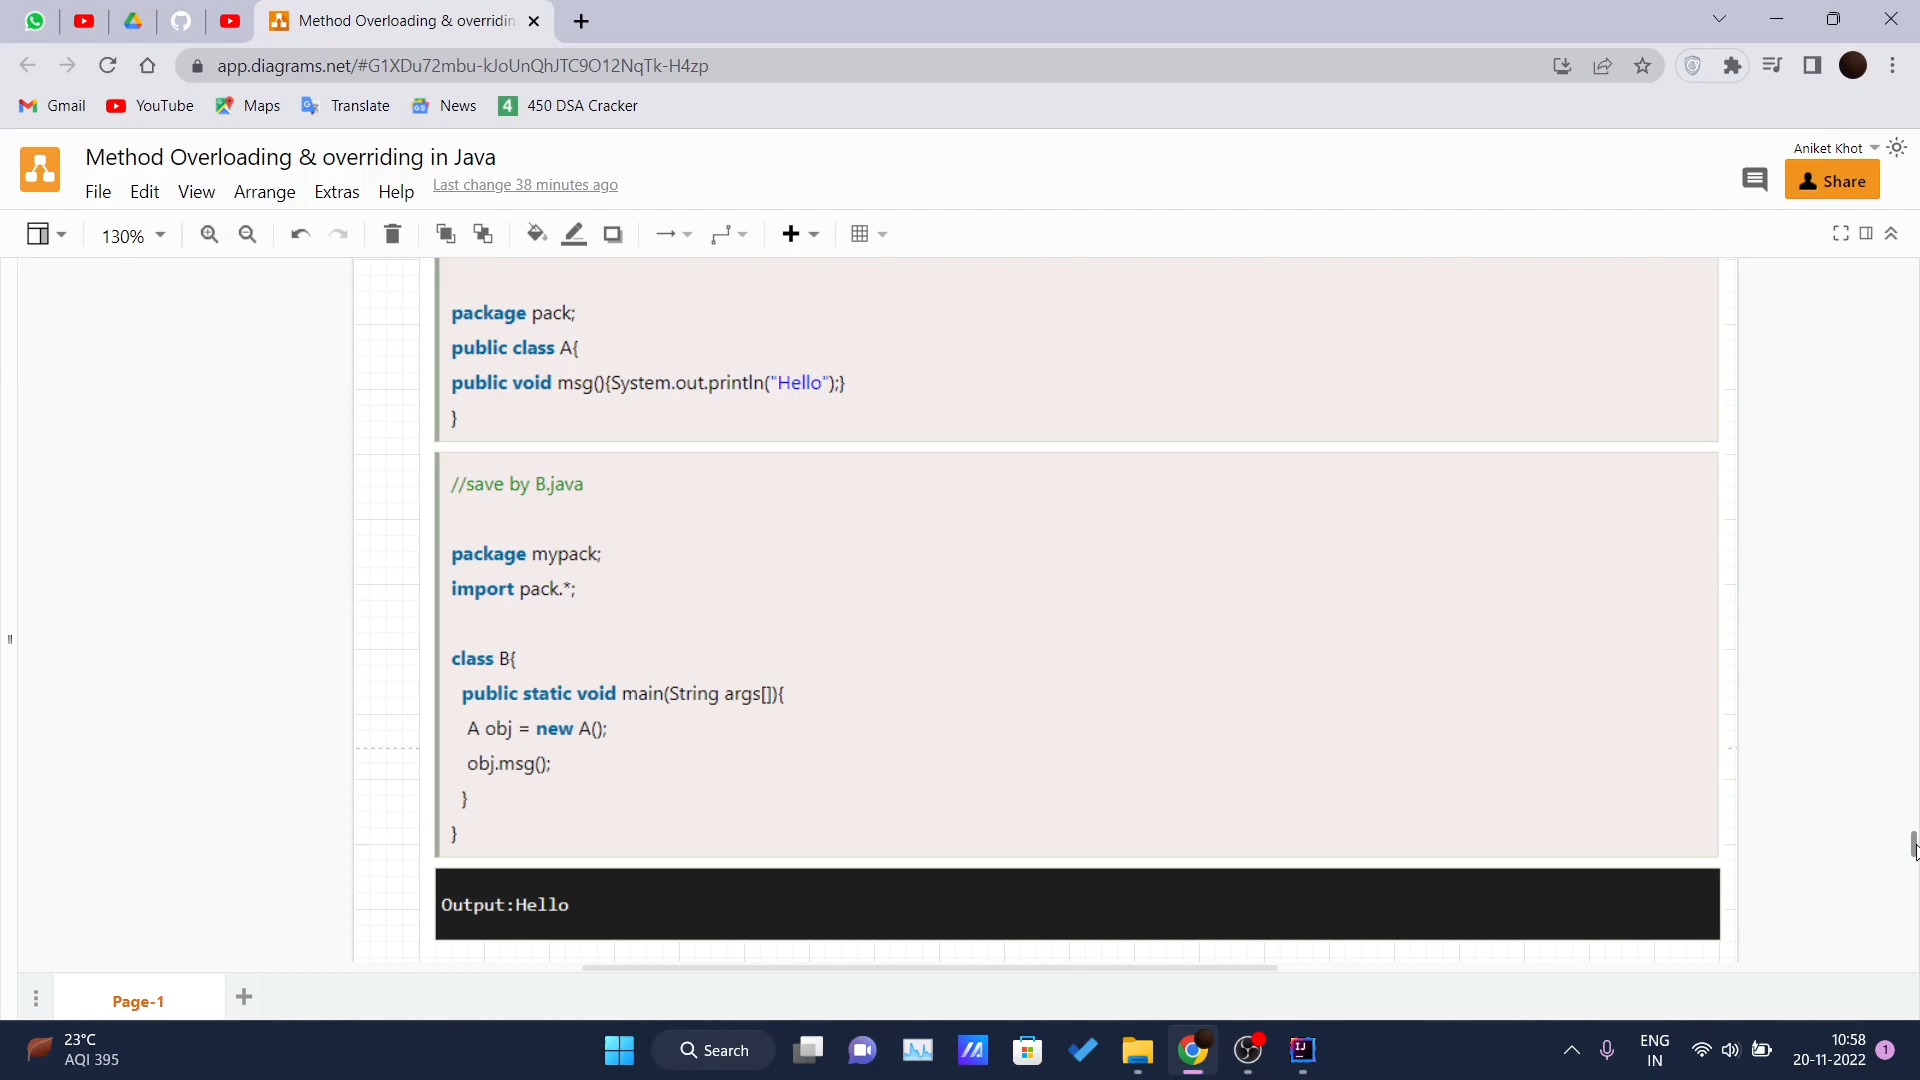 Method Overloading & overridin
app.diagrams.net/#G1XDu72mbu-kJoUnQhJTC9O12NqTk-H4zp
Gmail YouTube Maps Translate News 4 450 DSA Cracker
Method Overloading & overriding in Java
Aniket Khot
File Edit View Arrange Extras Help Last change 38 minutes ago
Share
130%
package pack;
public class A{
public void msg(){System.out.println("Hello");}
}
//save by B.java
package mypack;
import pack.*;
class B{
public static void main(String args[]){
A obj = new A();
obj.msg();
}
}
Output:Hello
Page-1
23°C
AQI 395
Search
ENG
IN
10:58
20-11-2022
1